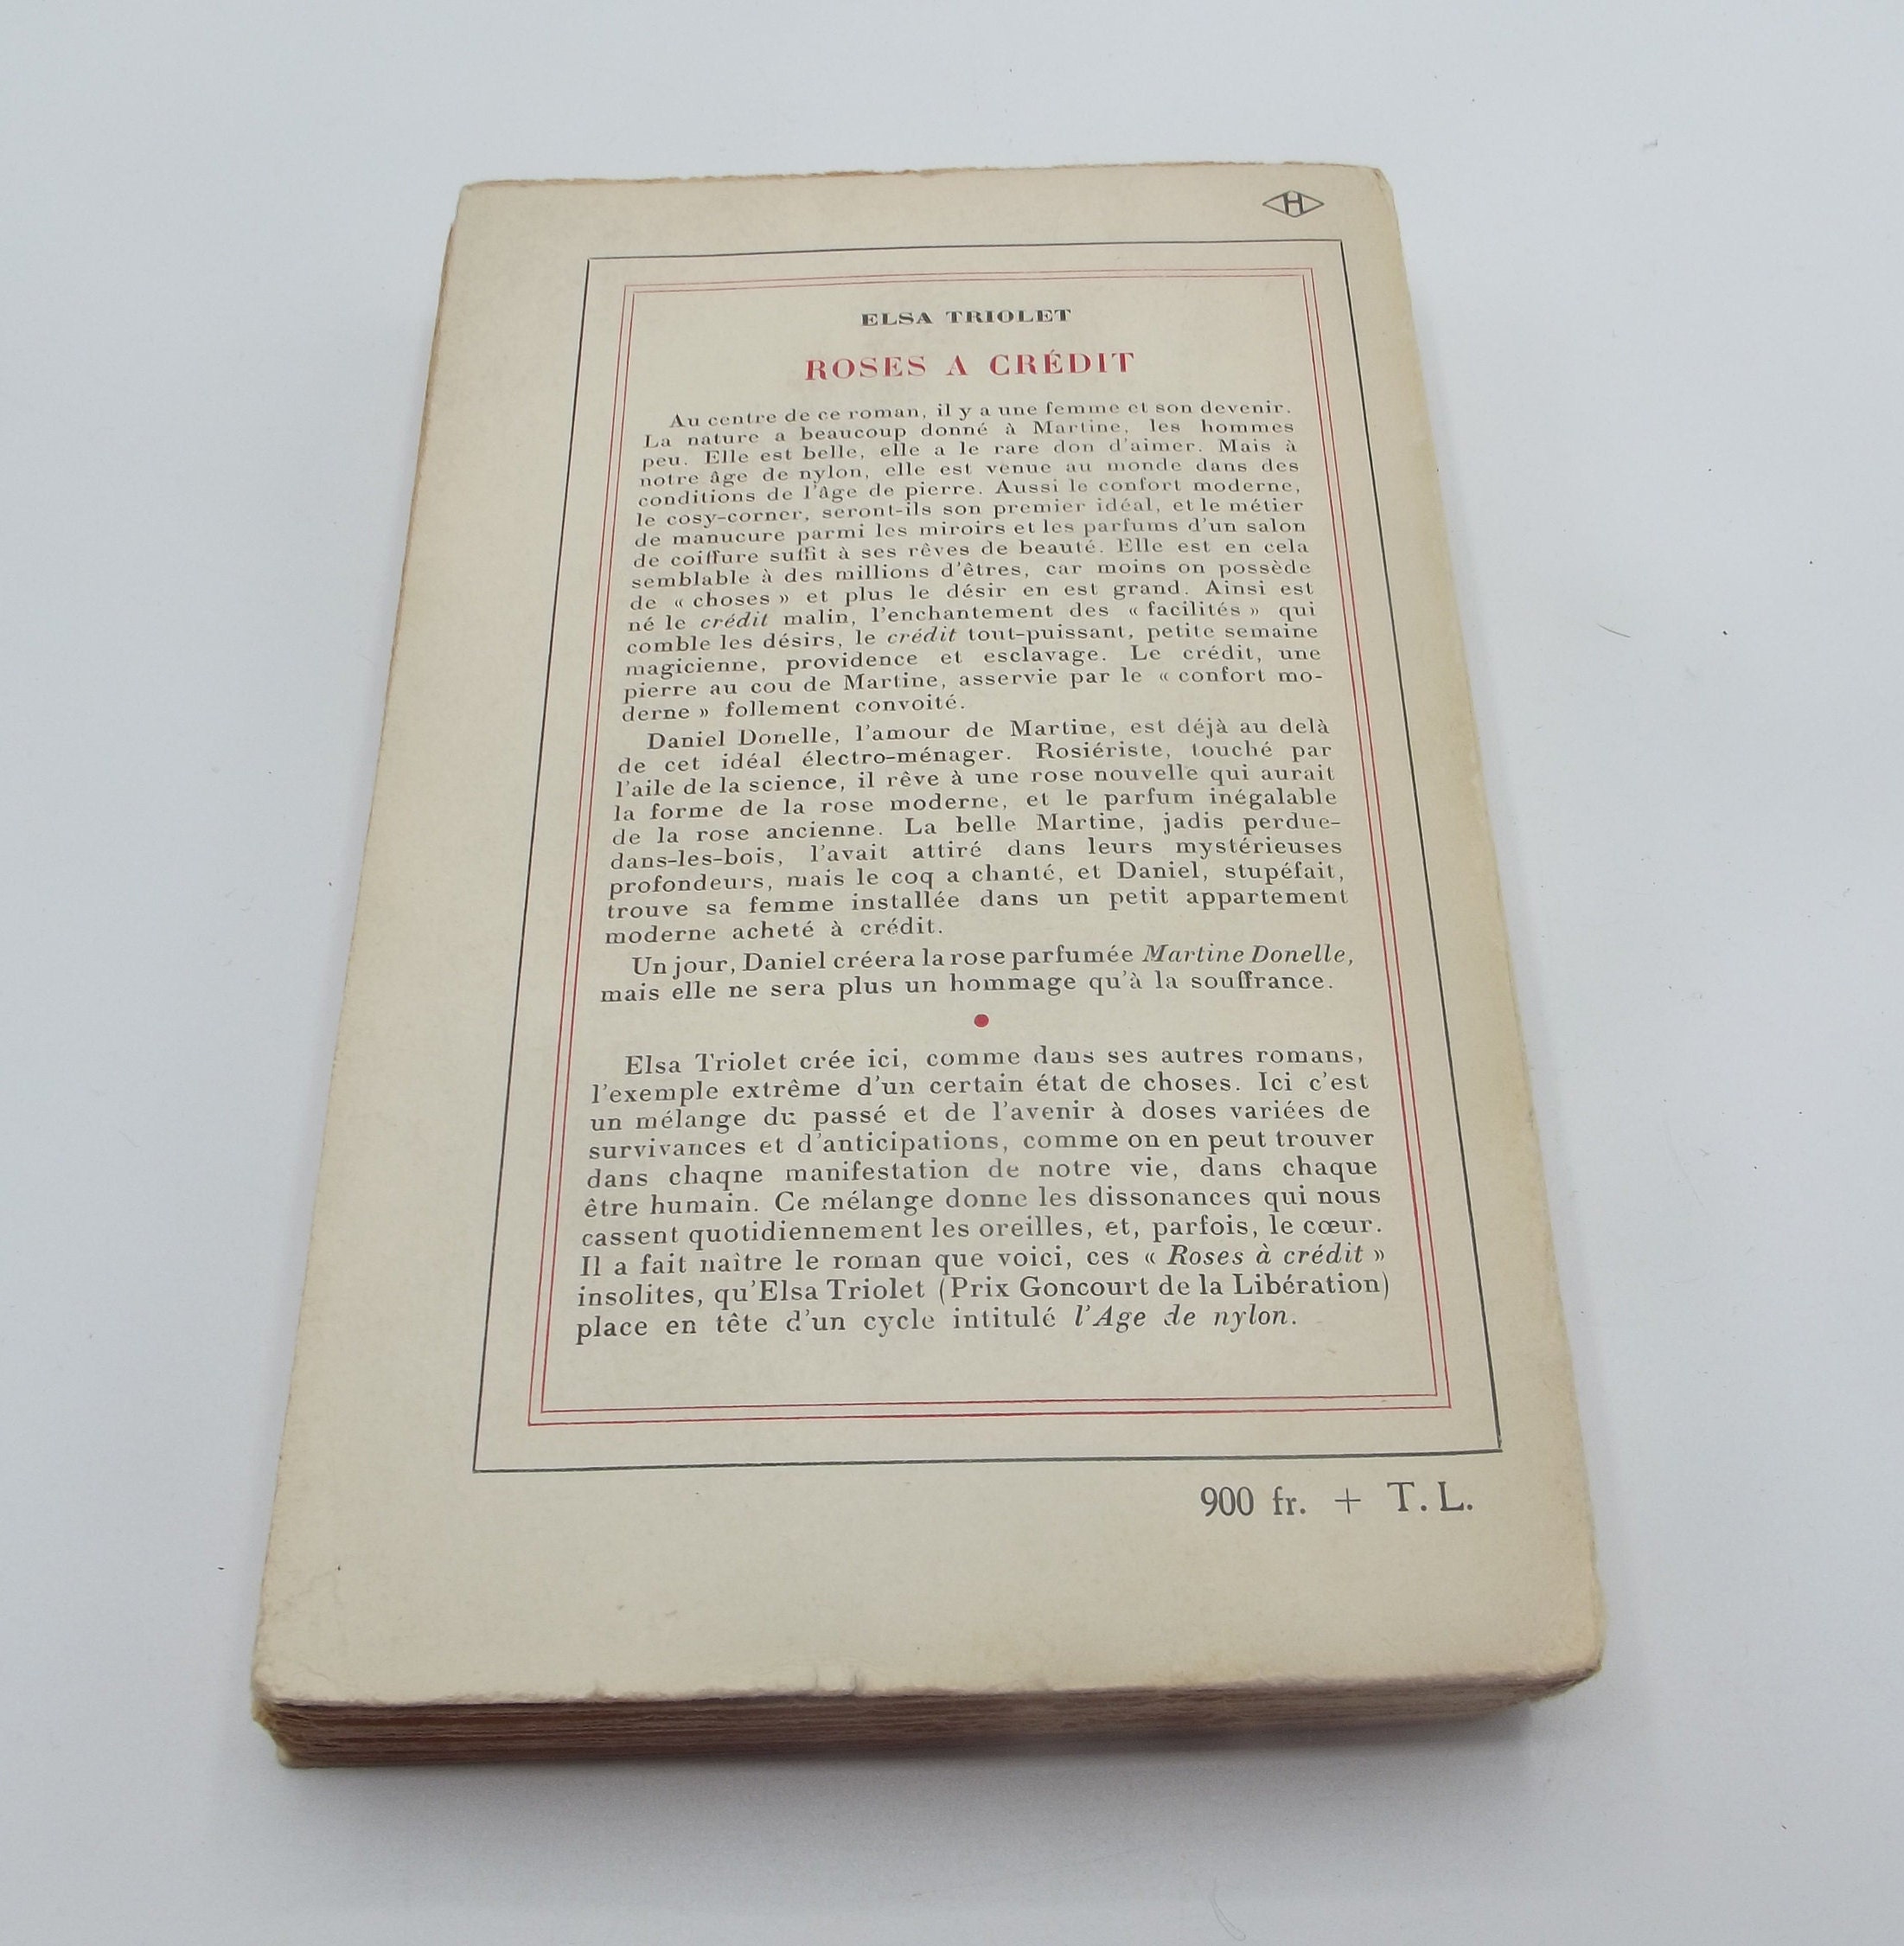 H
ELSA TRIOLET
ROSES A CRÉDIT
Au centre de ce roman, il y a une femme et son devenir.
La nature a beaucoup donné à Martine, les hommes
peu. Elle est belle, elle a le rare don d'aimer. Mais à
notre âge de nylon, elle est venue au monde dans des
conditions de l'âge de pierre. Aussi le confort moderne,
le cosy-corner, seront-ils son premier idéal, et le métier
de manucure parmi les miroirs et les parfums d'un salon
de coiffure suffit à ses rêves de beauté. Elle est en cela
semblable à des millions d'êtres, car moins on possède
de « choses » et plus le désir en est grand. Ainsi est
né le crédit malin, l'enchantement des « facilités » qui
comble les désirs, le crédit tout-puissant, petite semaine
magicienne, providence et esclavage. Le crédit, une
pierre au cou de Martine, asservie par le « confort mo-
derne » follement convoité.
Daniel Donelle, l'amour de Martine, est déjà au delà
de cet idéal électro-ménager. Rosiériste, touché par
l'aile de la science, il rêve à une rose nouvelle qui aurait
la forme de la rose moderne, et le parfum inégalable
de la rose ancienne. La belle Martine, jadis perdue-
dans-les-bois, l'avait attiré dans leurs mystérieuses
profondeurs, mais le coq a chanté, et Daniel, stupéfait,
trouve sa femme installée dans un petit appartement
moderne acheté à crédit.
Un jour, Daniel créera la rose parfumée Martine Donelle,
mais elle ne sera plus un hommage qu'à la souffrance.
Elsa Triolet crée ici, comme dans ses autres romans,
l'exemple extrême d'un certain état de choses. Ici c'est
un mélange du passé et de l'avenir à doses variées de
survivances et d'anticipations, comme on en peut trouver
dans chaqne manifestation de notre vie, dans chaque
être humain. Ce mélange donne les dissonances qui nous
cassent quotidiennement les oreilles, et, parfois, le cœur.
Il a fait naître le roman que voici, ces « Roses à crédit »
insolites, qu'Elsa Triolet (Prix Goncourt de la Libération)
place en tête d'un cycle intitulé l'Age de nylon.
900 fr. + T.L.